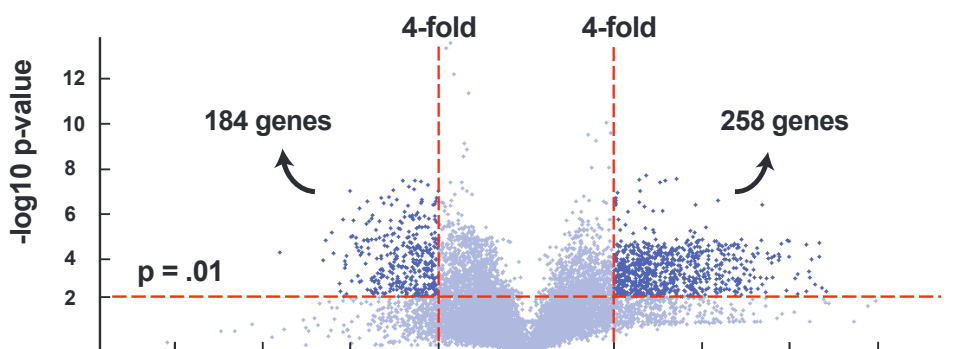 4-fold 4-fold
-log10 p-value
12
10
8
6
4
2
184 genes
258 genes
p = .01